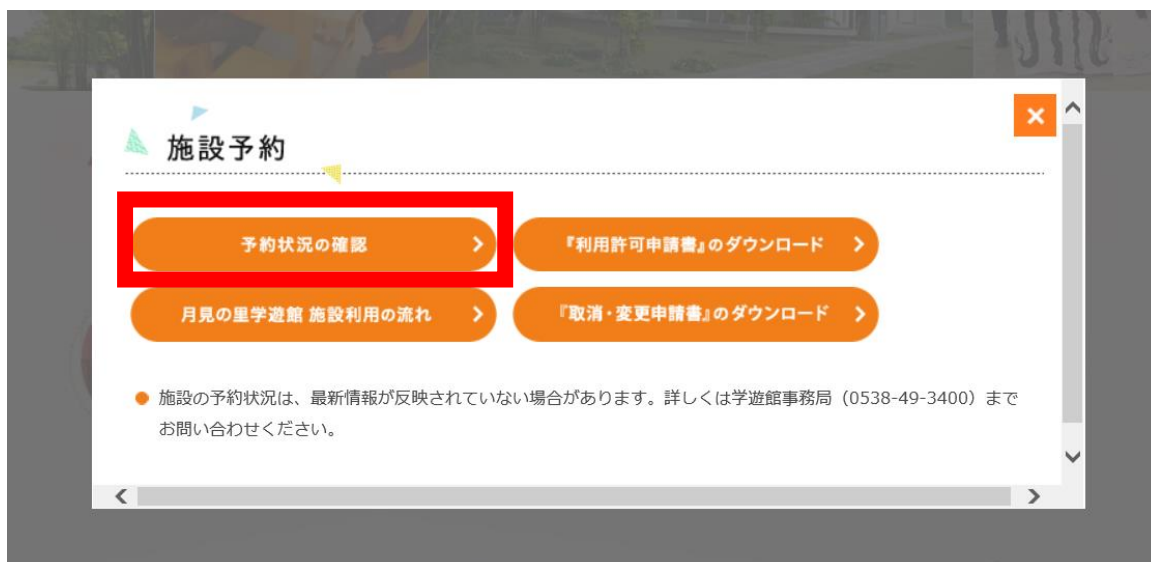 施設予約
予約状況の確認
『利用許可申請書』のダウンロード
月見の里学遊館 施設利用の流れ
『取消・変更申請書』のダウンロード
施設の予約状況は、最新情報が反映されていない場合があります。詳しくは学遊館事務局（0538-49-3400）まで
お問い合わせください。